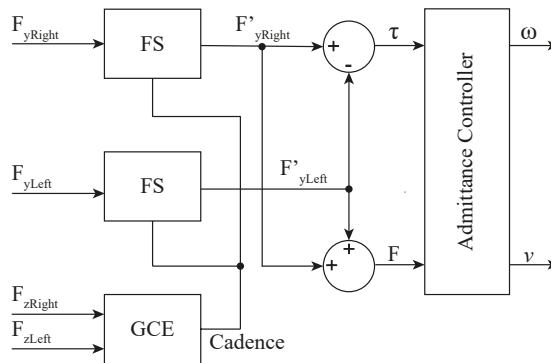 F_yRight
FS
F’_yRight
+
-
τ
Admittance Controller
ω
F_yLeft
FS
F’_yLeft
+
+
F
v
F_zRight
F_zLeft
GCE
Cadence